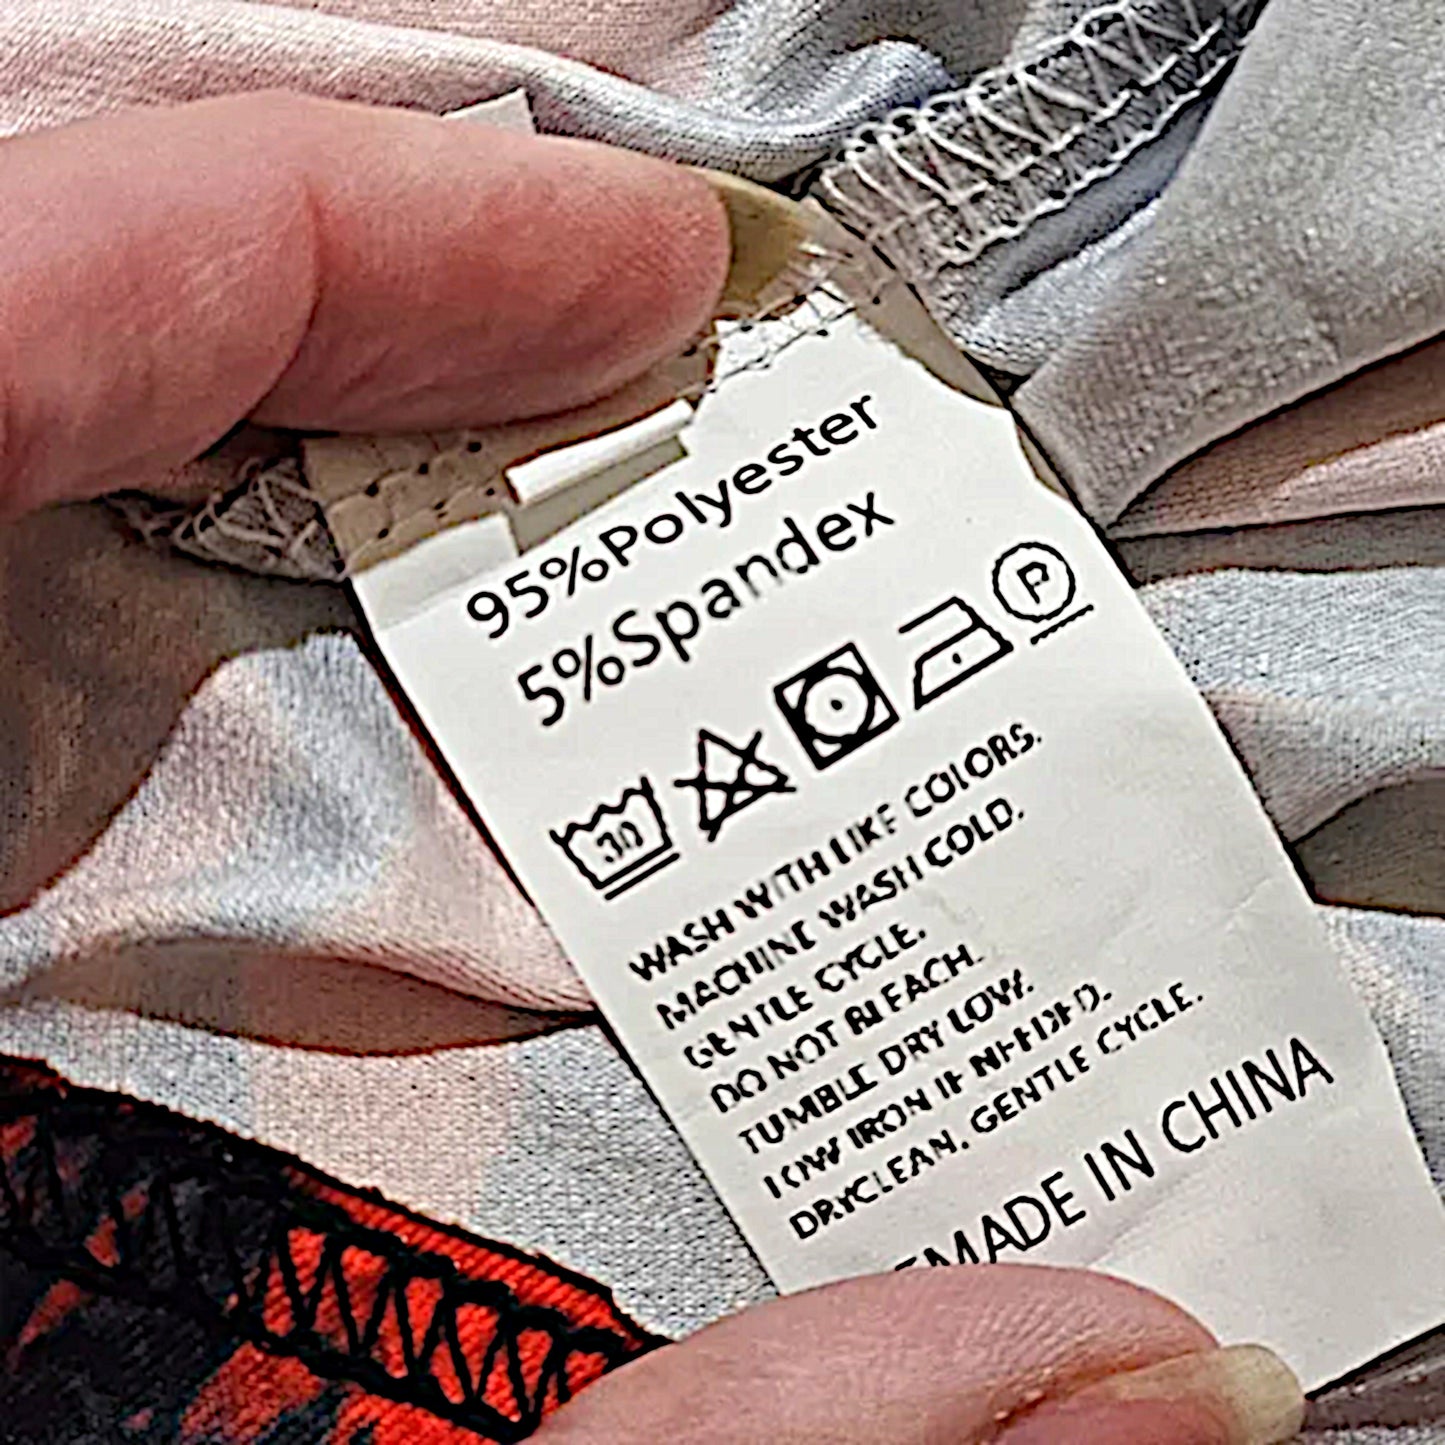 95%Polyester
5%Spandex
30 P
WASH WITH LIKE COLORS.
MACHINE WASH COLD.
GENTLE CYCLE.
DO NOT BLEACH.
TUMBLE DRY LOW.
LOW IRON IF NEEDED.
DRYCLEAN, GENTLE CYCLE.
MADE IN CHINA